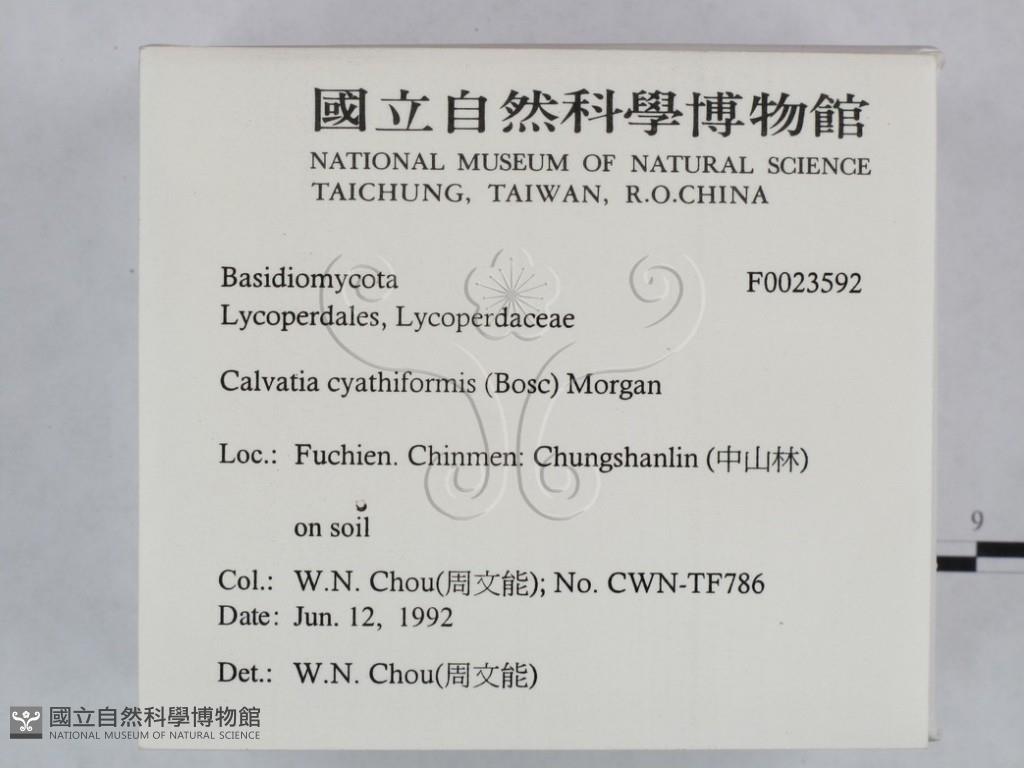 國立自然科學博物館
NATIONAL MUSEUM OF NATURAL SCIENCE
TAICHUNG, TAIWAN, R.O.CHINA
Basidiomycota F0023592
Lycoperdales, Lycoperdaceae
Calvatia cyathiformis (Bosc) Morgan
Loc.: Fuchien. Chinmen: Chungshanlin (中山林)
on soil
9
Col.: W.N. Chou(周文能); No. CWN-TF786
Date: Jun. 12, 1992
Det.: W.N. Chou(周文能)
國立自然科學博物館
NATIONAL MUSEUM OF NATURAL SCIENCE